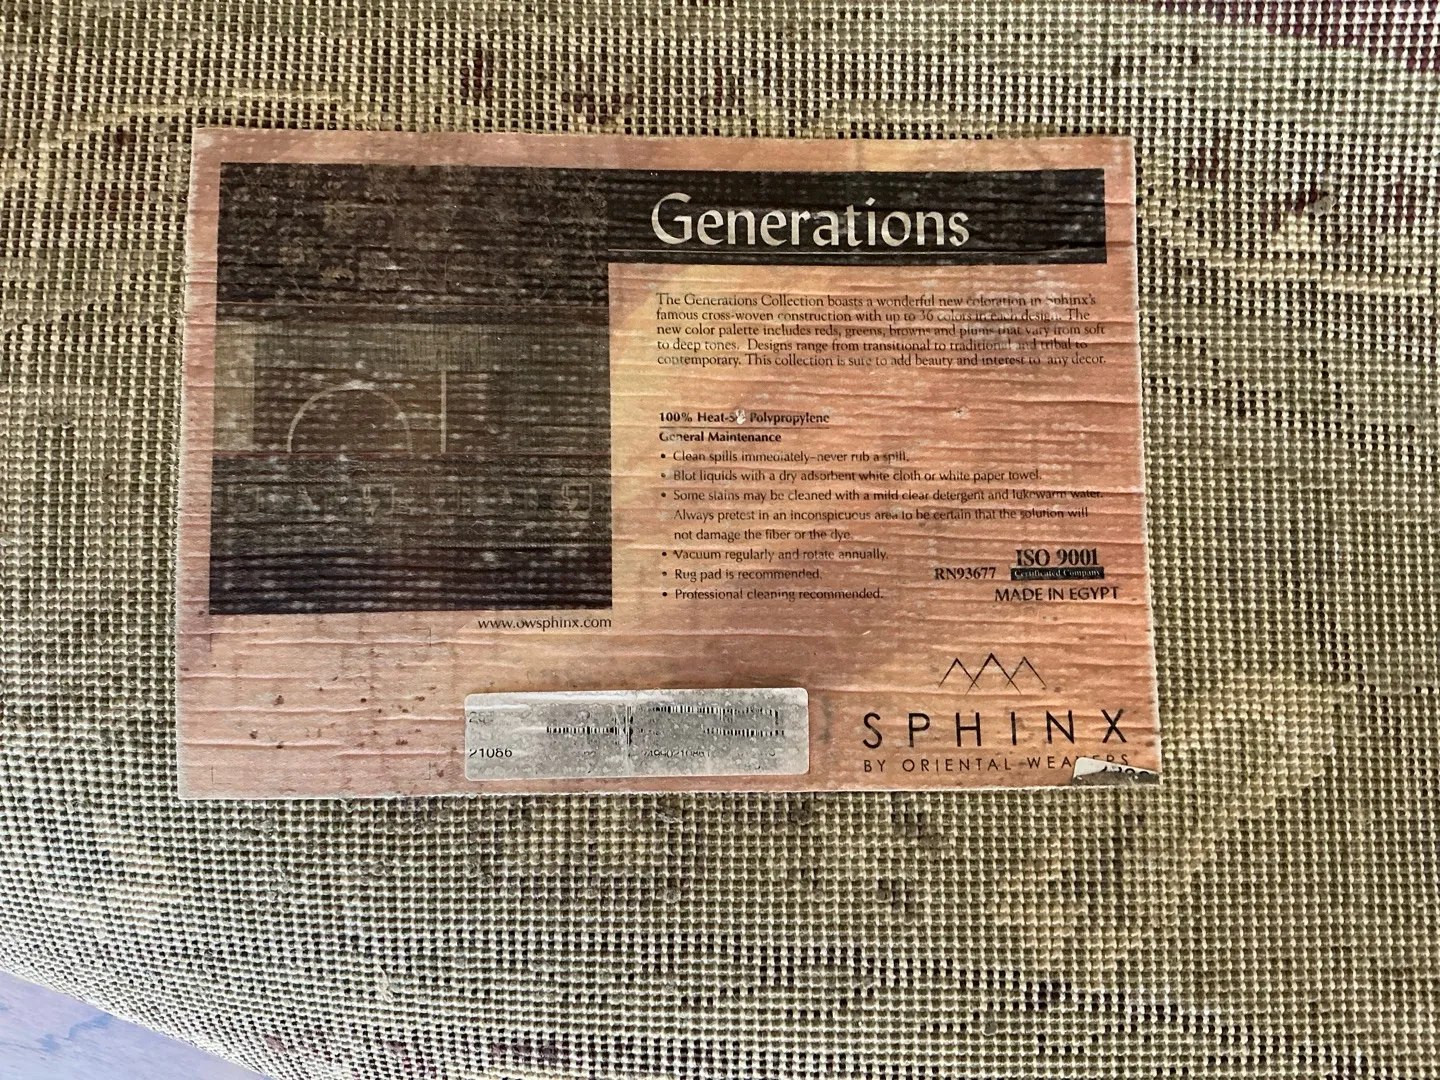 Generations
The Generations Collection boasts a wonderful new coloration in Sphinx's
famous cross-woven construction with up to 36 colors in each design. The
new color palette includes reds, greens, browns and plums that vary from soft
to deep tones. Designs range from transitional to traditional and tribal to
contemporary. This collection is sure to add beauty and interest to any decor.
100% Heat-S Polypropylene
General Maintenance
• Clean spills immediately–never rub a spill.
• Blot liquids with a dry adsorbent white cloth or white paper towel.
• Some stains may be cleaned with a mild clear detergent and lukewarm water.
Always pretest in an inconspicuous area to be certain that the solution will
not damage the fiber or the dye.
• Vacuum regularly and rotate annually.
• Rug pad is recommended.
• Professional cleaning recommended.
ISO 9001
RN93677 Certificated Company
MADE IN EGYPT
www.owsphinx.com
21086
SPHINX
BY ORIENTAL WEAVERS